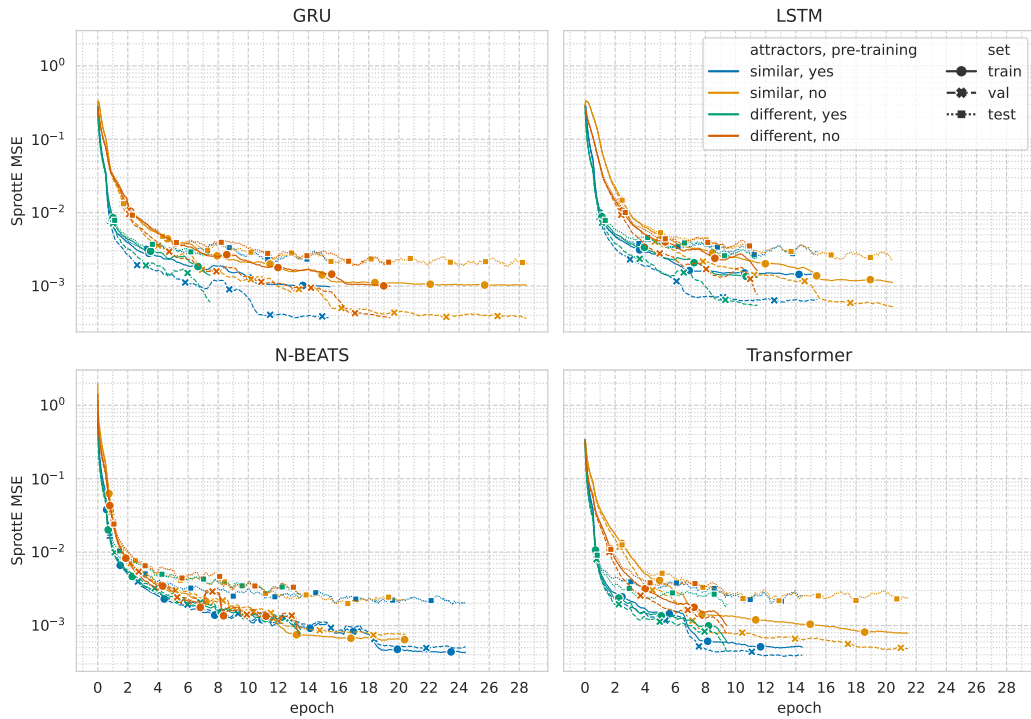 GRU
LSTM
SprottE MSE
10⁰
10⁻¹
10⁻²
10⁻³
attractors, pre-training
similar, yes
similar, no
different, yes
different, no
set
train
val
test
N-BEATS
Transformer
SprottE MSE
10⁰
10⁻¹
10⁻²
10⁻³
0 2 4 6 8 10 12 14 16 18 20 22 24 26 28
0 2 4 6 8 10 12 14 16 18 20 22 24 26 28
epoch
epoch